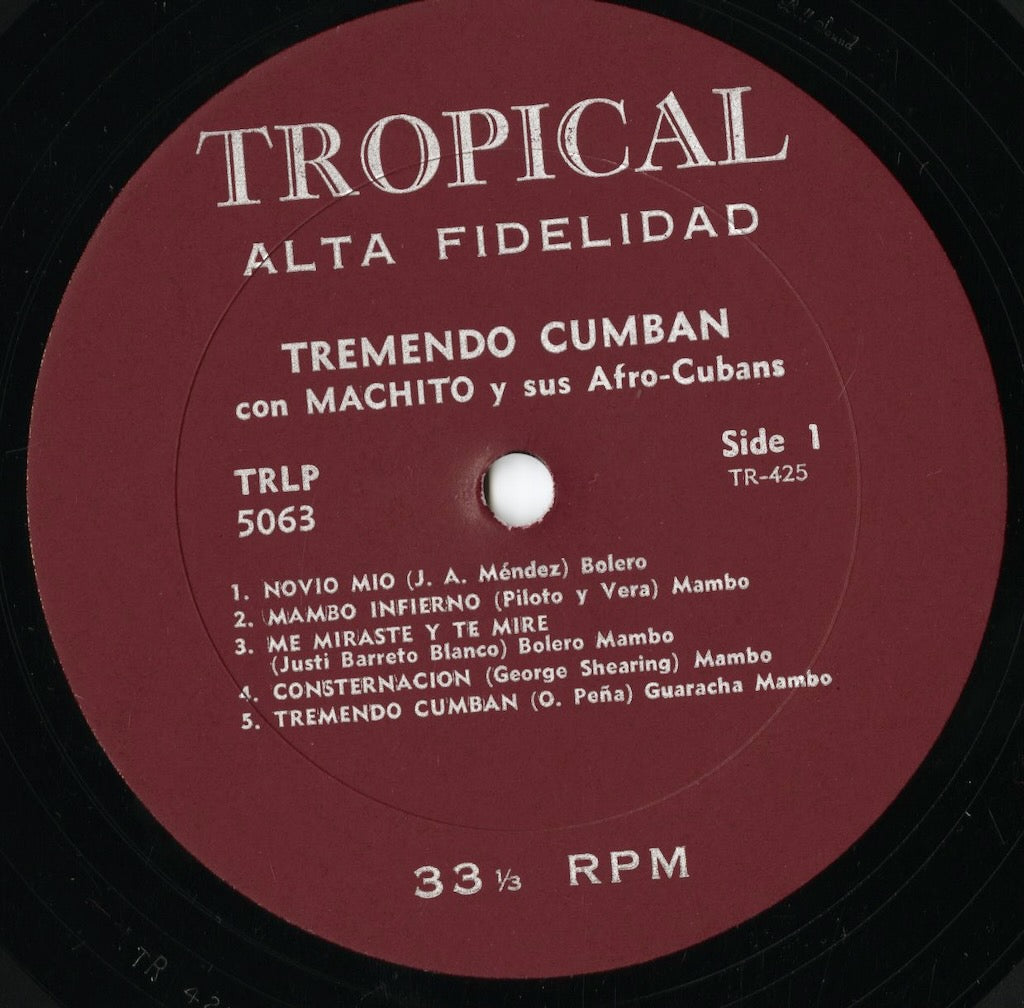 TROPICAL
ALTA FIDELIDAD
TREMENDO CUMBAN
con MACHITO y sus Afro-Cubans
Side 1
TR-425
TRLP
5063
1. NOVIO MIO (J. A. Méndez) Bolero
2. MAMBO INFIERNO (Piloto y Vera) Mambo
3. ME MIRASTE Y TE MIRE
(Justi Barreto Blanco) Bolero Mambo
4. CONSTERNACION (George Shearing) Mambo
5. TREMENDO CUMBAN (O. Peña) Guaracha Mambo
33 ⅓ RPM
TR 42